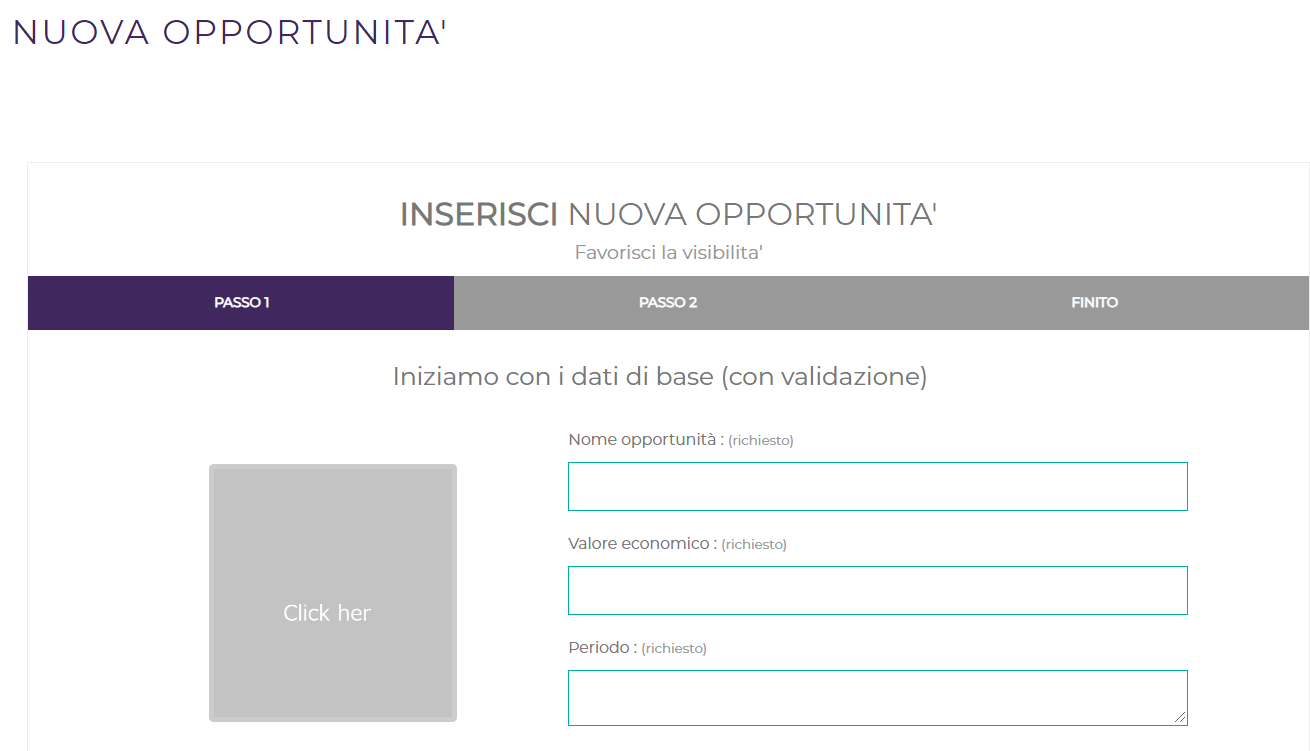 NUOVA OPPORTUNITA'
INSERISCI NUOVA OPPORTUNITA'
Favorisci la visibilita'
PASSO 1 PASSO 2 FINITO
Iniziamo con i dati di base (con validazione)
Nome opportunità : (richiesto)
Valore economico : (richiesto)
Click her
Periodo : (richiesto)